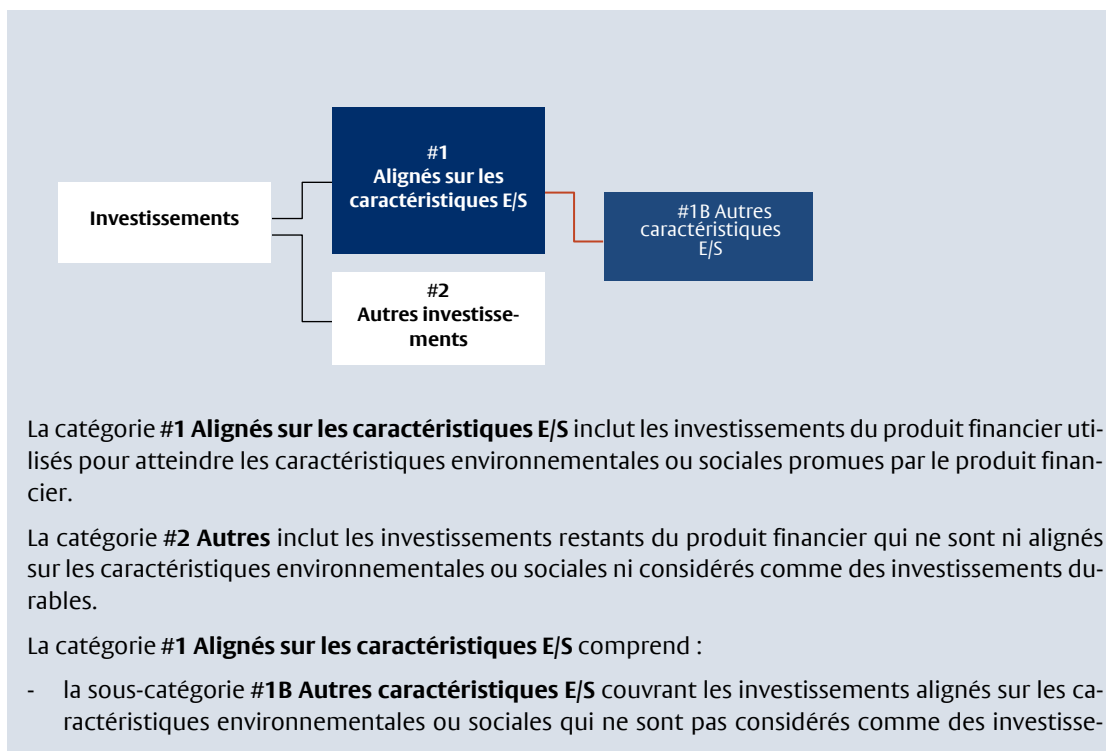 #1
Alignés sur les
caractéristiques E/S
Investissements
#1B Autres
caractéristiques
E/S
#2
Autres investisse-
ments
La catégorie #1 Alignés sur les caractéristiques E/S inclut les investissements du produit financier uti-
lisés pour atteindre les caractéristiques environnementales ou sociales promues par le produit finan-
cier.
La catégorie #2 Autres inclut les investissements restants du produit financier qui ne sont ni alignés
sur les caractéristiques environnementales ou sociales ni considérés comme des investissements du-
rables.
La catégorie #1 Alignés sur les caractéristiques E/S comprend :
- la sous-catégorie #1B Autres caractéristiques E/S couvrant les investissements alignés sur les ca-
ractéristiques environnementales ou sociales qui ne sont pas considérés comme des investisse-